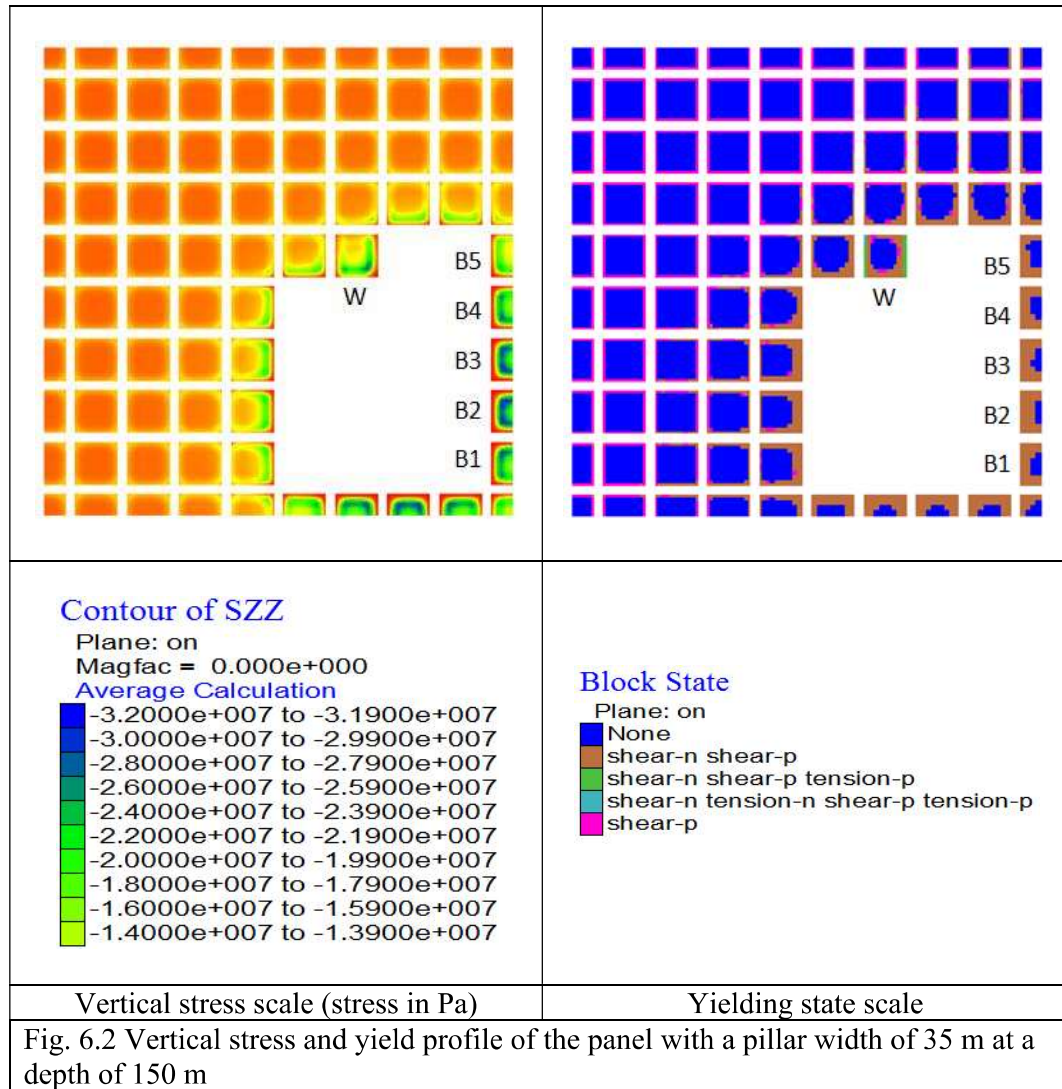 B5
B4
B3
B2
B1
W
B5
B4
B3
B2
B1
W
Contour of SZZ
Plane: on
Magfac = 0.000e+000
Average Calculation
-3.2000e+007 to -3.1900e+007
-3.0000e+007 to -2.9900e+007
-2.8000e+007 to -2.7900e+007
-2.6000e+007 to -2.5900e+007
-2.4000e+007 to -2.3900e+007
-2.2000e+007 to -2.1900e+007
-2.0000e+007 to -1.9900e+007
-1.8000e+007 to -1.7900e+007
-1.6000e+007 to -1.5900e+007
-1.4000e+007 to -1.3900e+007
Block State
Plane: on
None
shear-n shear-p
shear-n shear-p tension-p
shear-n tension-n shear-p tension-p
shear-p
Vertical stress scale (stress in Pa)
Yielding state scale
Fig. 6.2 Vertical stress and yield profile of the panel with a pillar width of 35 m at a
depth of 150 m